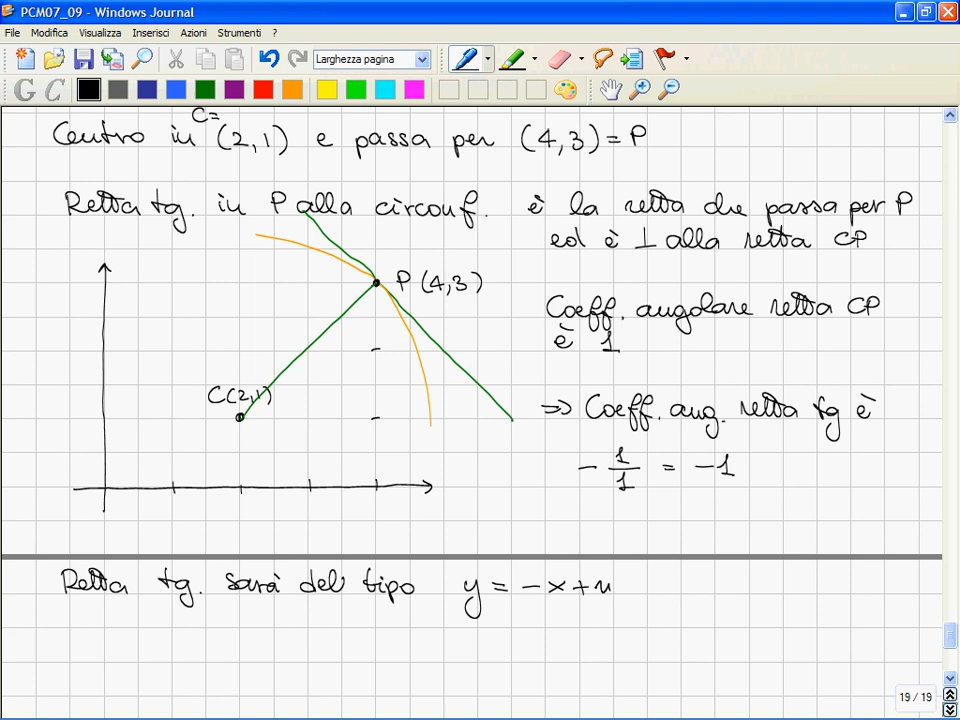 PCM07_09 - Windows Journal
File Modifica Visualizza Inserisci Azioni Strumenti ?
Larghezza pagina
C=
Centro in (2,1) e passa per (4,3)=P
Retta tg. in P alla circonf. è la retta che passa per P
ed è ⊥ alla retta CP
P (4,3)
Coeff. angolare retta CP
è 1
C(2,1)
=> Coeff. ang. retta tg è
- 1/1 = -1
Retta tg. sarà del tipo y = -x+n
19 / 19